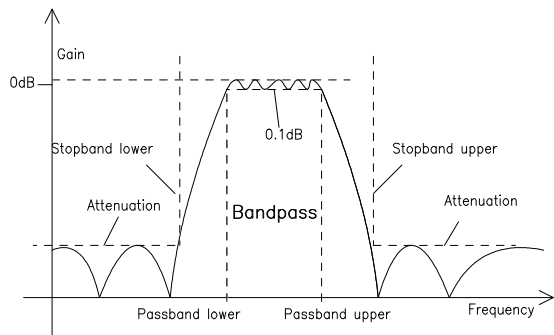 Gain
0dB
0.1dB
Stopband lower
Stopband upper
Attenuation
Attenuation
Bandpass
Passband lower
Passband upper
Frequency